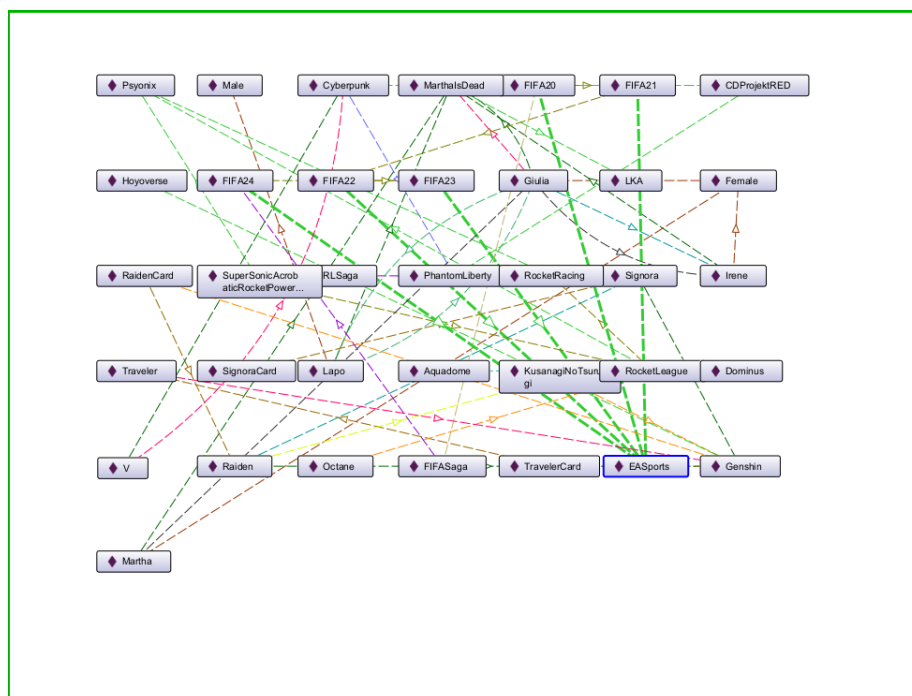 Psyonix
Male
Cyberpunk
MarthaIsDead
FIFA20
FIFA21
CDProjektRED
Hoyoverse
FIFA24
FIFA22
FIFA23
Giulia
LKA
Female
RaidenCard
SuperSonicAcrob
aticRocketPower...
RLSaga
PhantomLiberty
RocketRacing
Signora
Irene
Traveler
SignoraCard
Lapo
Aquadome
KusanagiNoTsuru
gi
RocketLeague
Dominus
V
Raiden
Octane
FIFASaga
TravelerCard
EASports
Genshin
Martha